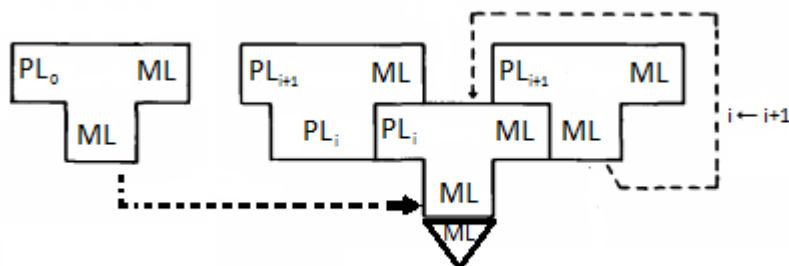 PL₀ ML
ML
PLᵢ₊₁ ML
PLᵢ
PLᵢ ML
ML
ML
PLᵢ₊₁ ML
ML
i ← i+1